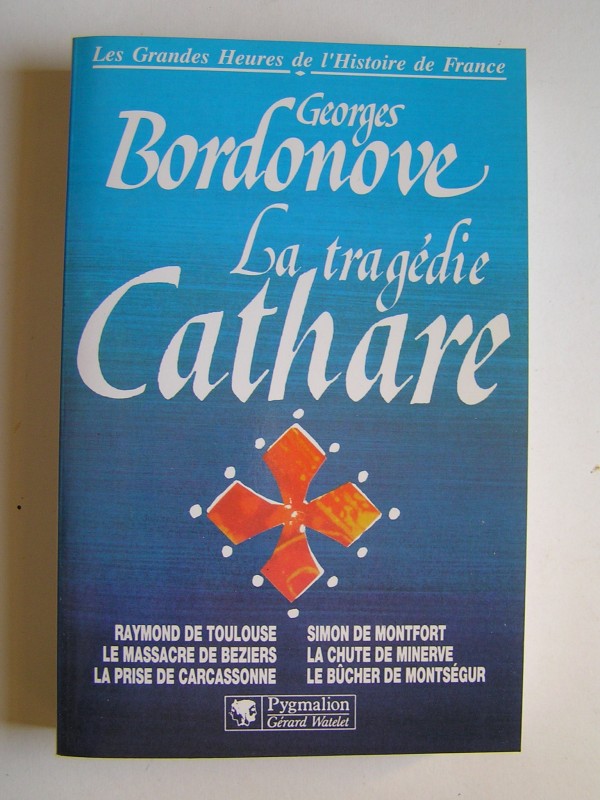 Les Grandes Heures de l'Histoire de France
Georges
Bordonove
La tragédie
Cathare
RAYMOND DE TOULOUSE
LE MASSACRE DE BEZIERS
LA PRISE DE CARCASSONNE
SIMON DE MONTFORT
LA CHUTE DE MINERVE
LE BÛCHER DE MONTSÉGUR
Pygmalion
Gérard Watelet